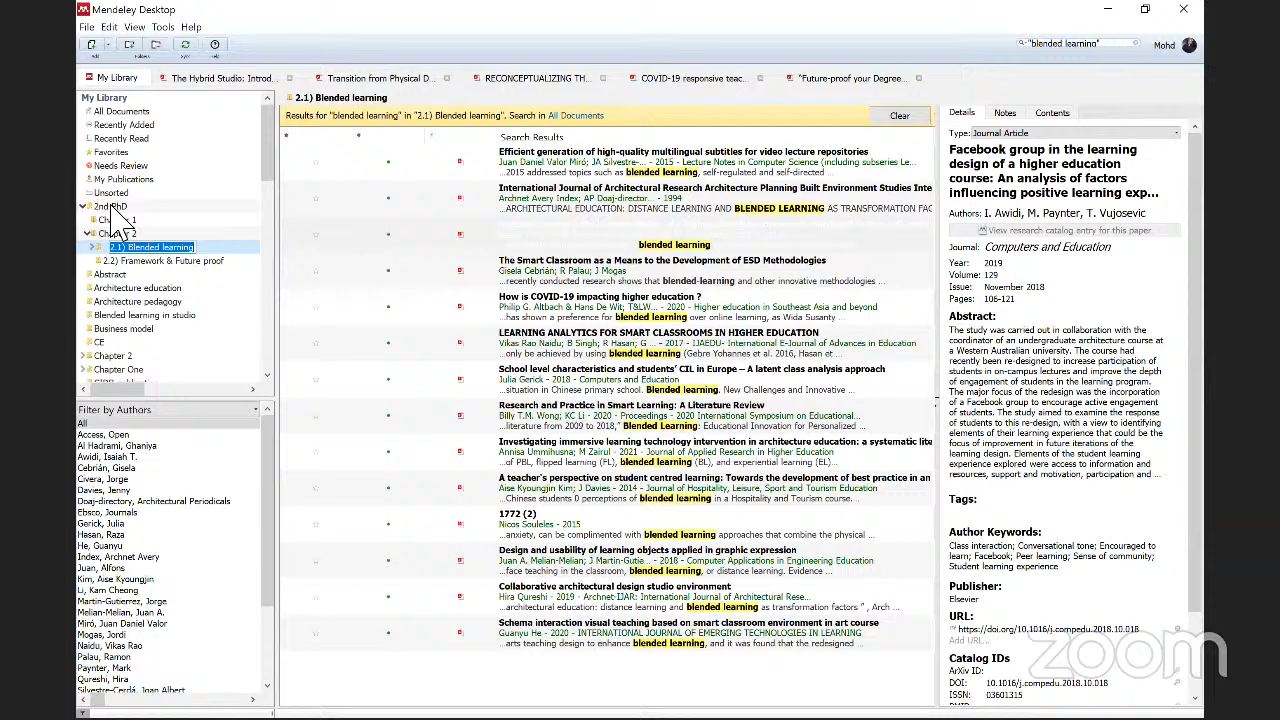 Mendeley Desktop
File Edit View Tools Help
Add Folders Sync Help
"blended learning"
Mohd
My Library
The Hybrid Studio: Introd...
Transition from Physical D...
RECONCEPTUALIZING TH...
COVID-19 responsive teac...
"Future-proof your Degree...
My Library
All Documents
Recently Added
Recently Read
Favorites
Needs Review
My Publications
Unsorted
2nd PhD
2.1) Blended learning
2.2) Framework & Future proof
Abstract
Architecture education
Architecture pedagogy
Blended learning in studio
Business model
CE
Chapter 2
Chapter One
Filter by Authors
All
Access, Open
Al Hadrami, Ghaniya
Awidi, Isaiah T.
Cebrián, Gisela
Civera, Jorge
Davies, Jenny
Doaj-director, Architectural Periodicals
Ebsco, Journals
Gerick, Julia
Hasan, Raza
He, Guanyu
Index, Archnet Avery
Juan, Alfons
Kim, Aise Kyoungjin
Li, Kam Cheong
Martin-Gutierrez, Jorge
Melian-Melian, Juan A.
Miró, Juan Daniel Valor
Mogas, Jordi
Naidu, Vikas Rao
Palau, Ramon
Paynter, Mark
Qureshi, Hira
Silvestre-Cerdá, Joan Albert
2.1) Blended learning
Results for "blended learning" in "2.1) Blended learning". Search in All Documents
Clear
Search Results
Efficient generation of high-quality multilingual subtitles for video lecture repositories
Juan Daniel Valor Miró; JA Silvestre-... - 2015 - Lecture Notes in Computer Science (including subseries Le...
...2015 addressed topics such as blended learning, self-regulated and self-directed ...
International Journal of Architectural Research Architecture Planning Built Environment Studies Inte
Archnet Avery Index; AP Doaj-director... - 1994
...ARCHITECTURAL EDUCATION: DISTANCE LEARNING AND BLENDED LEARNING AS TRANSFORMATION FAC
blended learning
The Smart Classroom as a Means to the Development of ESD Methodologies
Gisela Cebrián; R Palau; J Mogas
...recently conducted research shows that blended-learning and other innovative methodologies ...
How is COVID-19 impacting higher education ?
Philip G. Altbach & Hans De Wit; T&LW... - 2020 - Higher education in Southeast Asia and beyond
...has shown a preference for blended learning over online learning, as Wida Susanty ...
LEARNING ANALYTICS FOR SMART CLASSROOMS IN HIGHER EDUCATION
Vikas Rao Naidu; B Singh; R Hasan; G ... - 2017 - IJAEDU- International E-Journal of Advances in Education
...only be achieved by using blended learning (Gebre Yohannes et al. 2016, Hasan et ...
School level characteristics and students' CIL in Europe – A latent class analysis approach
Julia Gerick - 2018 - Computers and Education
...situation in Chinese primary school. Blended learning. New Challenges and Innovative ...
Research and Practice in Smart Learning: A Literature Review
Billy T.M. Wong; KC Li - 2020 - Proceedings - 2020 International Symposium on Educational...
...literature from 2009 to 2018," Blended Learning: Educational Innovation for Personalized ...
Investigating immersive learning technology intervention in architecture education: a systematic lite
Annisa Ummihusna; M Zairul - 2021 - Journal of Applied Research in Higher Education
...of PBL, flipped learning (FL), blended learning (BL), and experiential learning (EL)...
A teacher's perspective on student centred learning: Towards the development of best practice in an
Aise Kyoungjin Kim; J Davies - 2014 - Journal of Hospitality, Leisure, Sport and Tourism Education
...Chinese students 0 perceptions of blended learning in a Hospitality and Tourism course. ...
1772 (2)
Nicos Souleles - 2015
...anxiety, can be complimented with blended learning approaches that combine the physical ...
Design and usability of learning objects applied in graphic expression
Juan A. Melian-Melian; J Martin-Gutie... - 2018 - Computer Applications in Engineering Education
...face teaching in the classroom, blended learning, or distance learning. Evidence ...
Collaborative architectural design studio environment
Hira Qureshi - 2019 - Archnet-IJAR: International Journal of Architectural Rese...
...architectural education: distance learning and blended learning as transformation factors " , Arch ...
Schema interaction visual teaching based on smart classroom environment in art course
Guanyu He - 2020 - INTERNATIONAL JOURNAL OF EMERGING TECHNOLOGIES IN LEARNING
...arts teaching design to enhance blended learning, and it was found that the redesigned ...
Details Notes Contents
Type: Journal Article
Facebook group in the learning
design of a higher education
course: An analysis of factors
influencing positive learning exp...
Authors: I. Awidi, M. Paynter, T. Vujosevic
View research catalog entry for this paper
Journal: Computers and Education
Year: 2019
Volume: 129
Issue: November 2018
Pages: 106-121
Abstract:
The study was carried out in collaboration with the
coordinator of an undergraduate architecture course at
a Western Australian university. The course had
recently been re-designed to increase participation of
students in on-campus lectures and improve the depth
of engagement of students in the learning program.
The major focus of the redesign was the incorporation
of a Facebook group to encourage active engagement
of students. The study aimed to examine the response
of students to this re-design, with a view to identifying
elements of their learning experience that could be the
focus of improvement in future iterations of the
learning design. Elements of the student learning
experience explored were access to information and
resources, support and motivation, participation and ...
Tags:
Author Keywords:
Class interaction; Conversational tone; Encouraged to
learn; Facebook; Peer learning; Sense of community;
Student learning experience
Publisher:
Elsevier
URL:
https://doi.org/10.1016/j.compedu.2018.10.018
Add URL...
Catalog IDs
ArXiv ID:
DOI: 10.1016/j.compedu.2018.10.018
ISSN: 03601315
PMID:
zoom